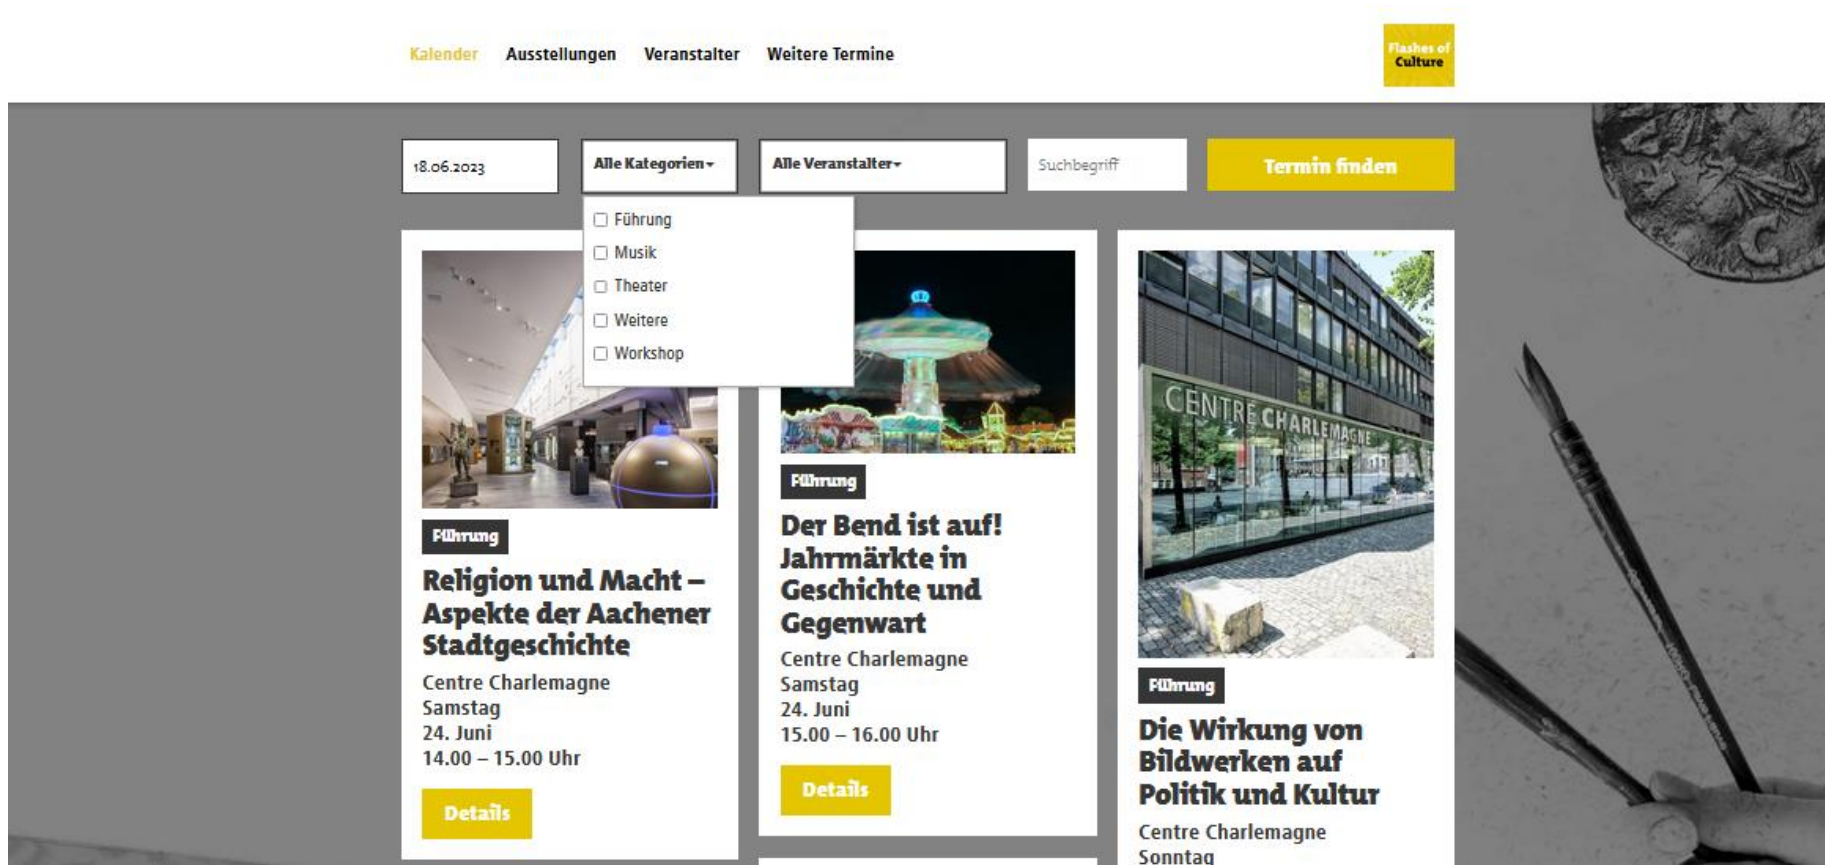 Kalender Ausstellungen Veranstalter Weitere Termine
Flashes of
Culture
18.06.2023 Alle Kategorien Alle Veranstalter Suchbegriff Termin finden
Führung
Musik
Theater
Weitere
Workshop
Führung
Religion und Macht –
Aspekte der Aachener
Stadtgeschichte
Centre Charlemagne
Samstag
24. Juni
14.00 – 15.00 Uhr
Details
Führung
Der Bend ist auf!
Jahrmärkte in
Geschichte und
Gegenwart
Centre Charlemagne
Samstag
24. Juni
15.00 – 16.00 Uhr
Details
CENTRE CHARLEMAGNE
Führung
Die Wirkung von
Bildwerken auf
Politik und Kultur
Centre Charlemagne
Sonntag